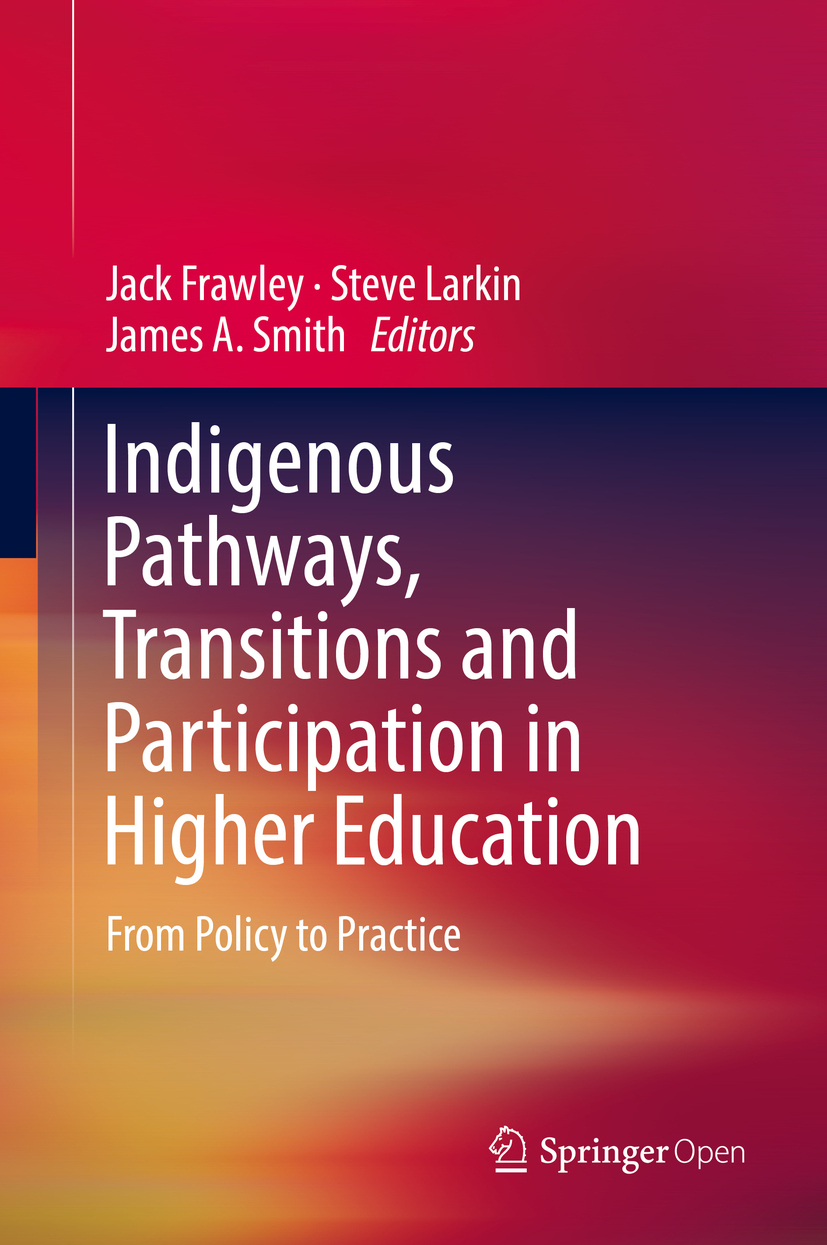 Jack Frawley · Steve Larkin
James A. Smith Editors
Indigenous
Pathways,
Transitions and
Participation in
Higher Education
From Policy to Practice
Springer Open